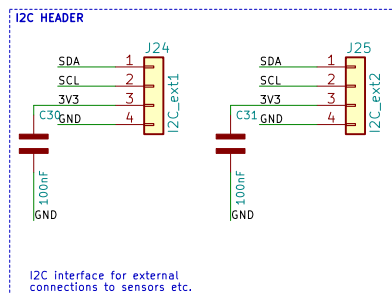 I2C HEADER
J24
SDA 1
SCL 2
3V3 3
GND 4
I2C_ext1
C30
100nF
GND
J25
SDA 1
SCL 2
3V3 3
GND 4
I2C_ext2
C31
100nF
GND
I2C interface for external
connections to sensors etc.